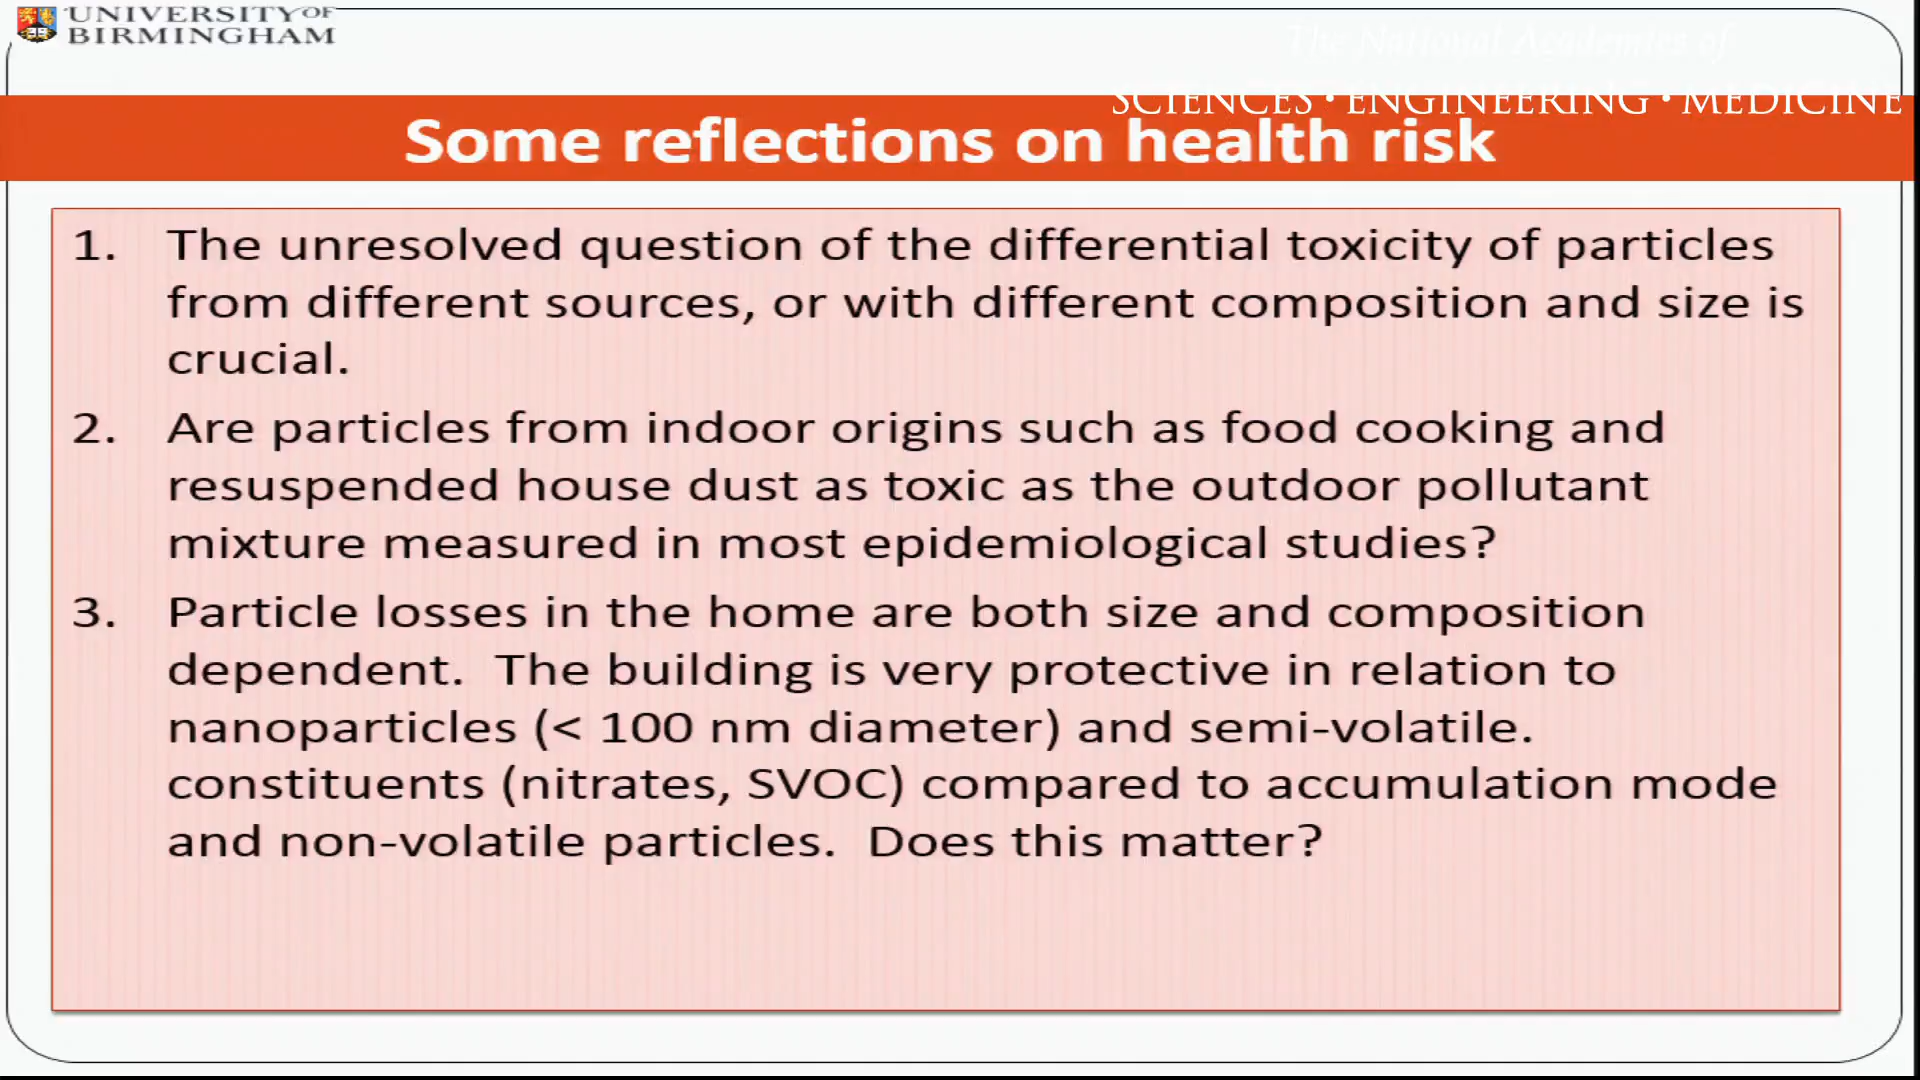 UNIVERSITY OF
BIRMINGHAM
The National Academies of
SCIENCES · ENGINEERING · MEDICINE
Some reflections on health risk
1. The unresolved question of the differential toxicity of particles
from different sources, or with different composition and size is
crucial.
2. Are particles from indoor origins such as food cooking and
resuspended house dust as toxic as the outdoor pollutant
mixture measured in most epidemiological studies?
3. Particle losses in the home are both size and composition
dependent. The building is very protective in relation to
nanoparticles (< 100 nm diameter) and semi-volatile.
constituents (nitrates, SVOC) compared to accumulation mode
and non-volatile particles. Does this matter?